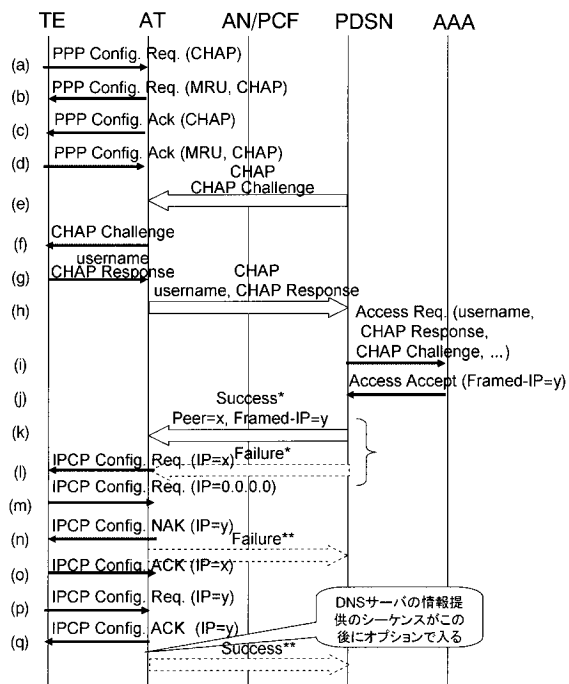 TE AT AN/PCF PDSN AAA
(a) PPP Config. Req. (CHAP)
(b) PPP Config. Req. (MRU, CHAP)
(c) PPP Config. Ack (CHAP)
(d) PPP Config. Ack (MRU, CHAP)
CHAP
(e) CHAP Challenge
(f) CHAP Challenge
username
(g) CHAP Response
CHAP
(h) username, CHAP Response
Access Req. (username,
CHAP Response,
(i) CHAP Challenge, ...)
(j) Access Accept (Framed-IP=y)
Success*
(k) Peer=x, Framed-IP=y
Failure*
(l) IPCP Config. Req. (IP=x)
(m) IPCP Config. Req. (IP=0.0.0.0)
(n) IPCP Config. NAK (IP=y)
Failure**
(o) IPCP Config. ACK (IP=x)
(p) IPCP Config. Req. (IP=y)
(q) IPCP Config. ACK (IP=y)
DNSサーバの情報提
供のシーケンスがこの
後にオプションで入る
Success**